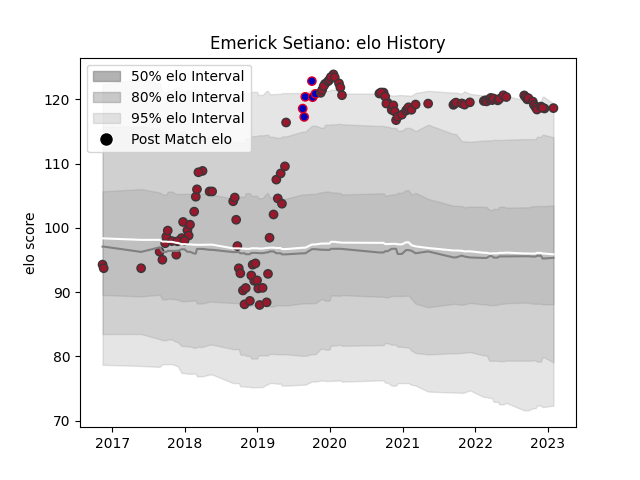 Emerick Setiano: elo History
50% elo Interval
80% elo Interval
95% elo Interval
Post Match elo
elo score
120
110
100
90
80
70
2017 2018 2019 2020 2021 2022 2023